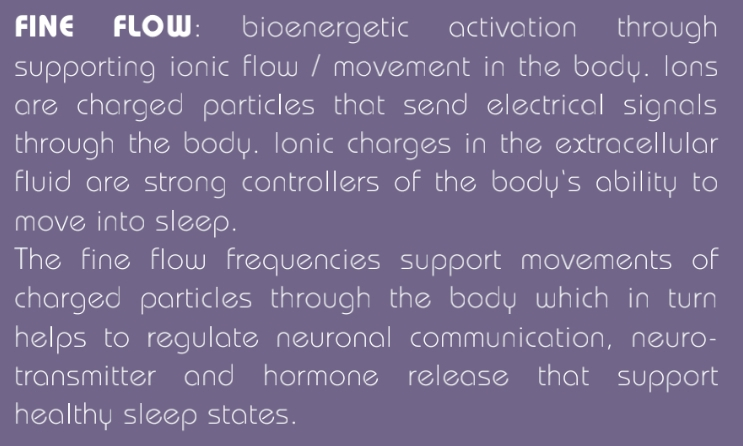 FINE FLOW: bioenergetic activation through
supporting ionic flow / movement in the body. Ions
are charged particles that send electrical signals
through the body. Ionic charges in the extracellular
fluid are strong controllers of the body's ability to
move into sleep.
The fine flow frequencies support movements of
charged particles through the body which in turn
helps to regulate neuronal communication, neuro-
transmitter and hormone release that support
healthy sleep states.